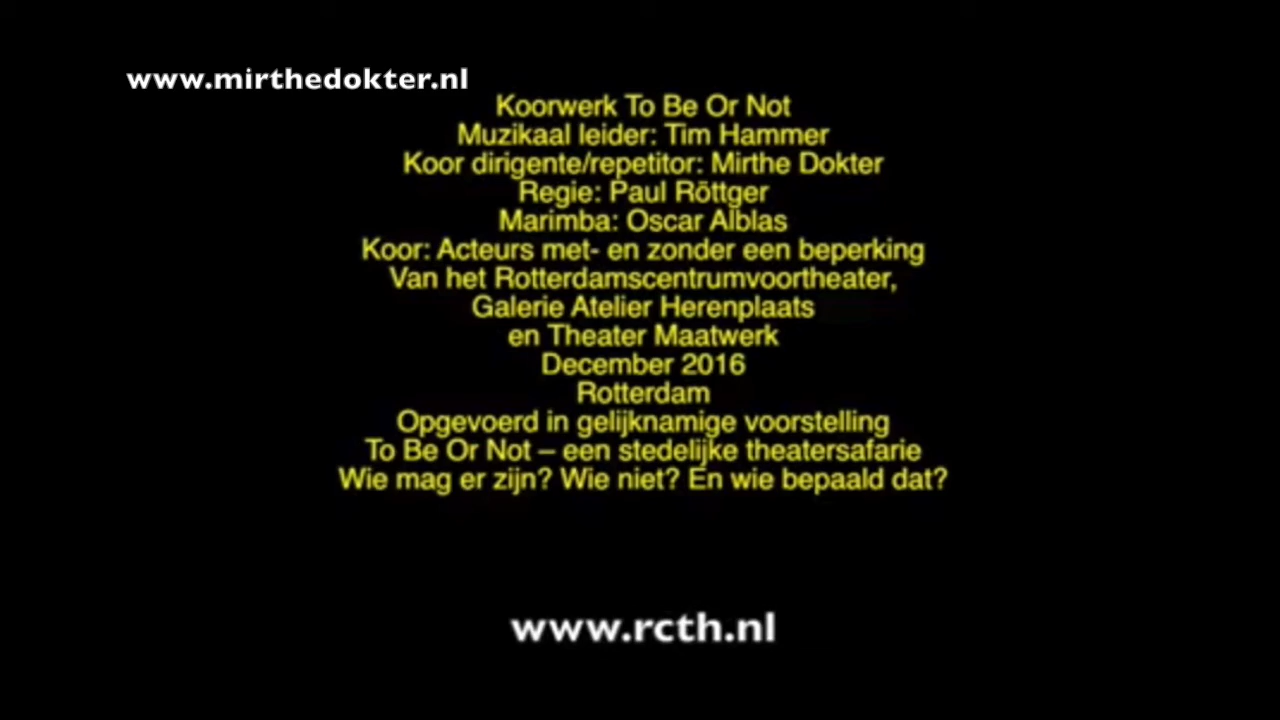 www.mirthedokter.nl
Koorwerk To Be Or Not
Muzikaal leider: Tim Hammer
Koor dirigente/repetitor: Mirthe Dokter
Regie: Paul Röttger
Marimba: Oscar Alblas
Koor: Acteurs met- en zonder een beperking
Van het Rotterdamscentrumvoortheater,
Galerie Atelier Herenplaats
en Theater Maatwerk
December 2016
Rotterdam
Opgevoerd in gelijknamige voorstelling
To Be Or Not – een stedelijke theatersafarie
Wie mag er zijn? Wie niet? En wie bepaald dat?
www.rcth.nl